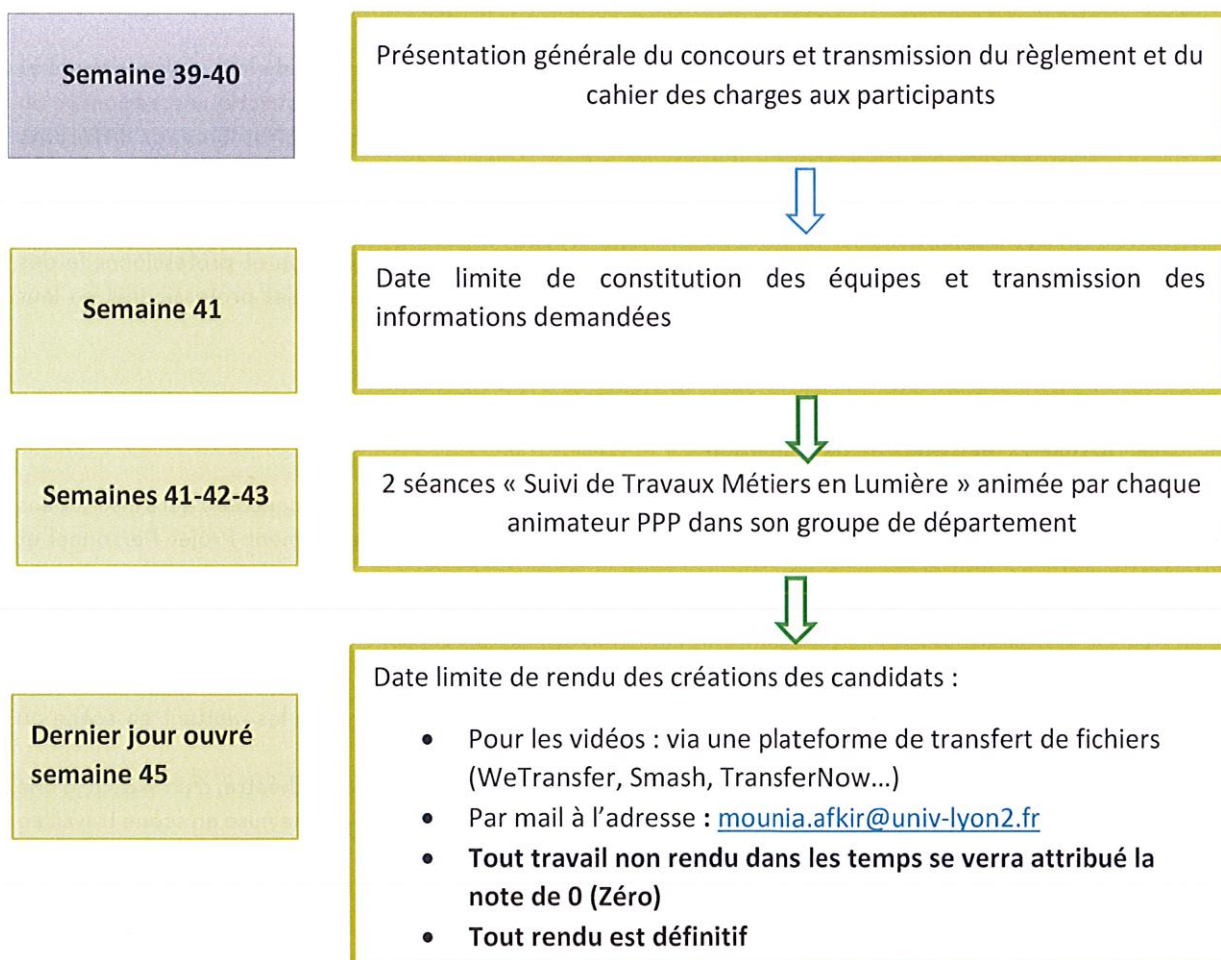 Semaine 39-40
Présentation générale du concours et transmission du règlement et du
cahier des charges aux participants
Semaine 41
Date limite de constitution des équipes et transmission des
informations demandées
Semaines 41-42-43
2 séances « Suivi de Travaux Métiers en Lumière » animée par chaque
animateur PPP dans son groupe de département
Dernier jour ouvré
semaine 45
Date limite de rendu des créations des candidats :
• Pour les vidéos : via une plateforme de transfert de fichiers
(WeTransfer, Smash, TransferNow…)
• Par mail à l'adresse : mounia.afkir@univ-lyon2.fr
• Tout travail non rendu dans les temps se verra attribué la
note de 0 (Zéro)
• Tout rendu est définitif